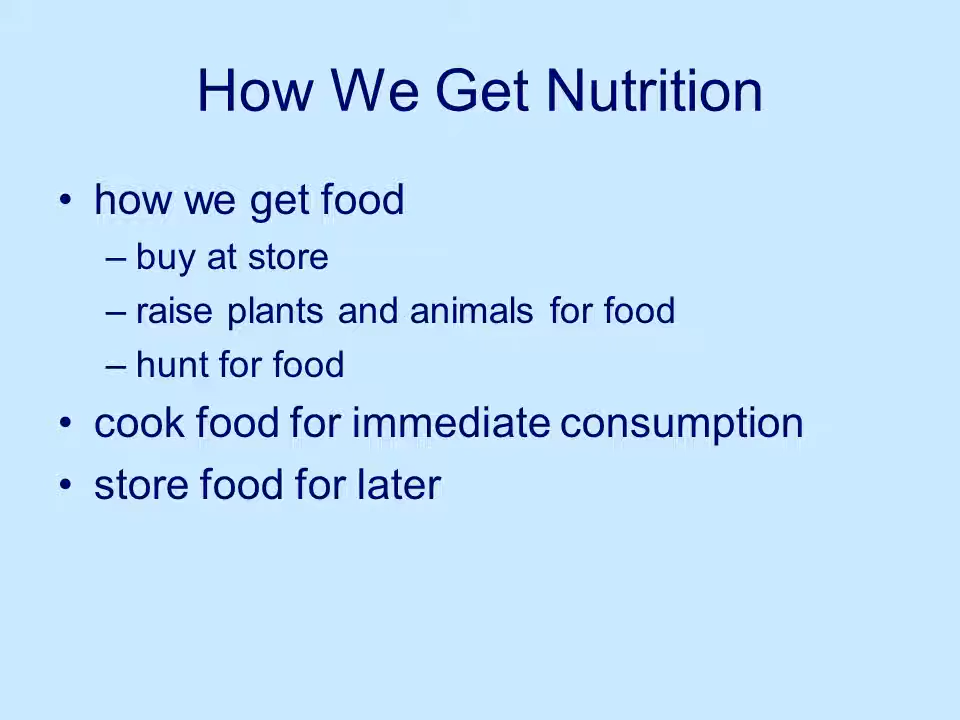 How We Get Nutrition
• how we get food
– buy at store
– raise plants and animals for food
– hunt for food
• cook food for immediate consumption
• store food for later